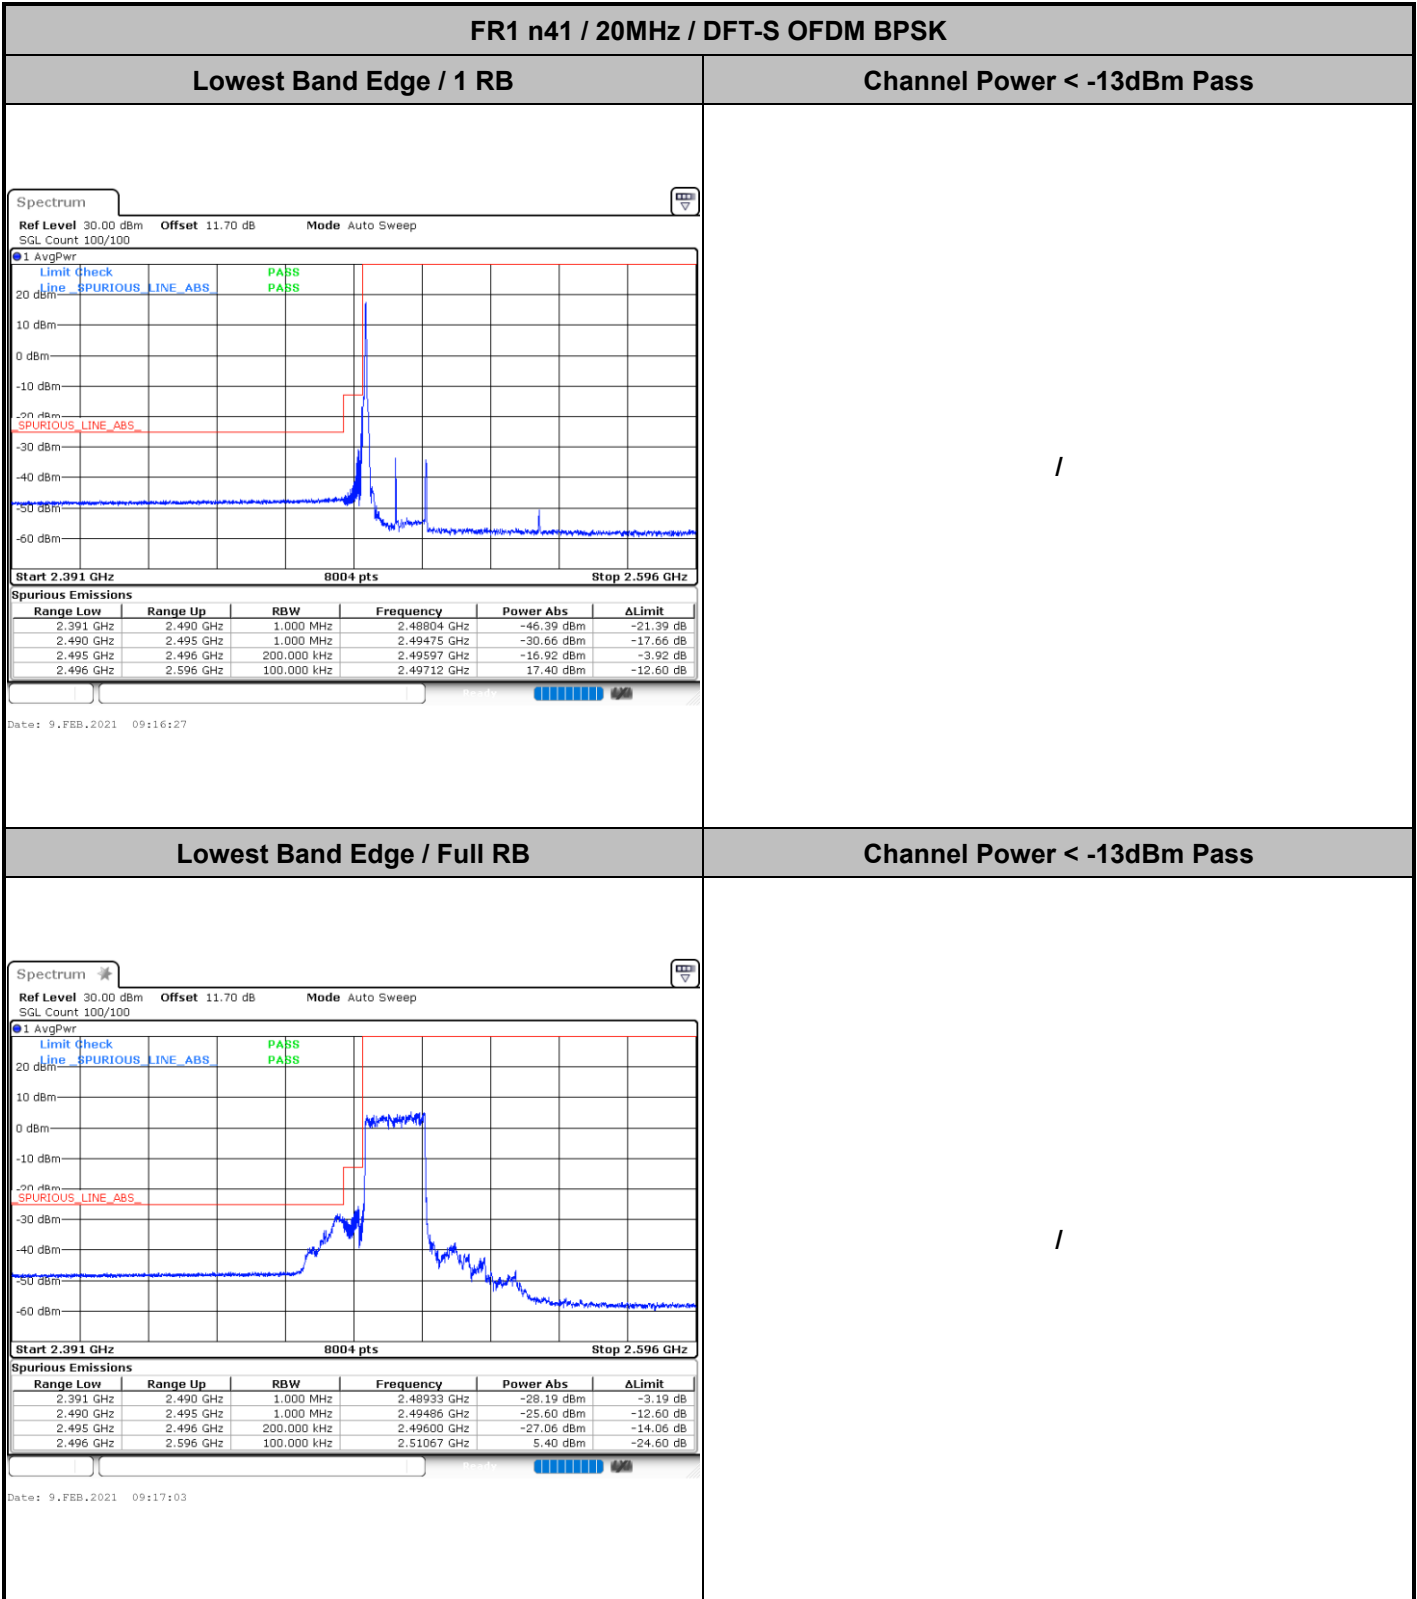 FR1 n41 / 20MHz / DFT-S OFDM BPSK
Lowest Band Edge / 1 RB
Channel Power < -13dBm Pass
Spectrum
Ref Level 30.00 dBm Offset 11.70 dB Mode Auto Sweep
SGL Count 100/100
1 AvgPwr
Limit Check PASS
Line _SPURIOUS_LINE_ABS_ PASS
20 dBm
10 dBm
0 dBm
-10 dBm
-20 dBm
_SPURIOUS_LINE_ABS_
-30 dBm
-40 dBm
-50 dBm
-60 dBm
Start 2.391 GHz 8004 pts Stop 2.596 GHz
Spurious Emissions
Range Low Range Up RBW Frequency Power Abs ΔLimit
2.391 GHz 2.490 GHz 1.000 MHz 2.48804 GHz -46.39 dBm -21.39 dB
2.490 GHz 2.495 GHz 1.000 MHz 2.49475 GHz -30.66 dBm -17.66 dB
2.495 GHz 2.496 GHz 200.000 kHz 2.49597 GHz -16.92 dBm -3.92 dB
2.496 GHz 2.596 GHz 100.000 kHz 2.49712 GHz 17.40 dBm -12.60 dB
Ready
Date: 9.FEB.2021 09:16:27
/
Lowest Band Edge / Full RB
Channel Power < -13dBm Pass
Spectrum
Ref Level 30.00 dBm Offset 11.70 dB Mode Auto Sweep
SGL Count 100/100
1 AvgPwr
Limit Check PASS
Line _SPURIOUS_LINE_ABS_ PASS
20 dBm
10 dBm
0 dBm
-10 dBm
-20 dBm
_SPURIOUS_LINE_ABS_
-30 dBm
-40 dBm
-50 dBm
-60 dBm
Start 2.391 GHz 8004 pts Stop 2.596 GHz
Spurious Emissions
Range Low Range Up RBW Frequency Power Abs ΔLimit
2.391 GHz 2.490 GHz 1.000 MHz 2.48933 GHz -28.19 dBm -3.19 dB
2.490 GHz 2.495 GHz 1.000 MHz 2.49486 GHz -25.60 dBm -12.60 dB
2.495 GHz 2.496 GHz 200.000 kHz 2.49600 GHz -27.06 dBm -14.06 dB
2.496 GHz 2.596 GHz 100.000 kHz 2.51067 GHz 5.40 dBm -24.60 dB
Ready
Date: 9.FEB.2021 09:17:03
/